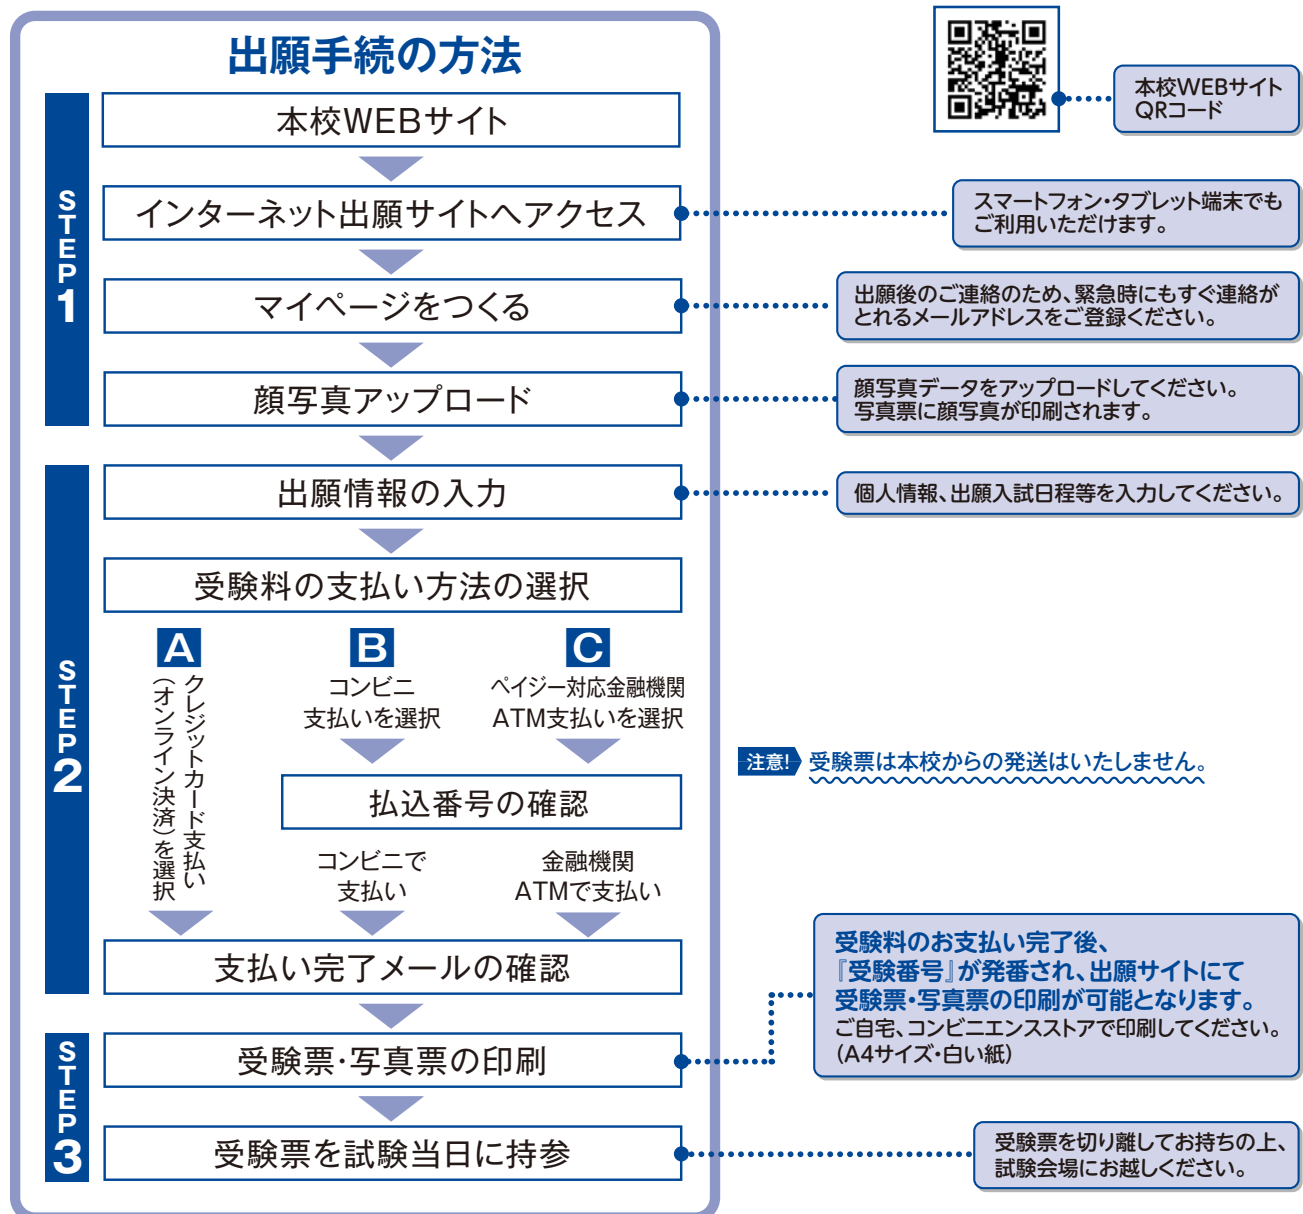 出願手続の方法
本校WEBサイト
QRコード
STEP1
本校WEBサイト
インターネット出願サイトへアクセス
スマートフォン・タブレット端末でも
ご利用いただけます。
マイページをつくる
出願後のご連絡のため、緊急時にもすぐ連絡が
とれるメールアドレスをご登録ください。
顔写真アップロード
顔写真データをアップロードしてください。
写真票に顔写真が印刷されます。
STEP2
出願情報の入力
個人情報、出願入試日程等を入力してください。
受験料の支払い方法の選択
A
クレジットカード支払い
(オンライン決済)を選択
B
コンビニ
支払いを選択
C
ペイジー対応金融機関
ATM支払いを選択
注意! 受験票は本校からの発送はいたしません。
払込番号の確認
コンビニで
支払い
金融機関
ATMで支払い
支払い完了メールの確認
受験料のお支払い完了後、
『受験番号』が発番され、出願サイトにて
受験票・写真票の印刷が可能となります。
ご自宅、コンビニエンスストアで印刷してください。
(A4サイズ・白い紙)
STEP3
受験票・写真票の印刷
受験票を試験当日に持参
受験票を切り離してお持ちの上、
試験会場にお越しください。